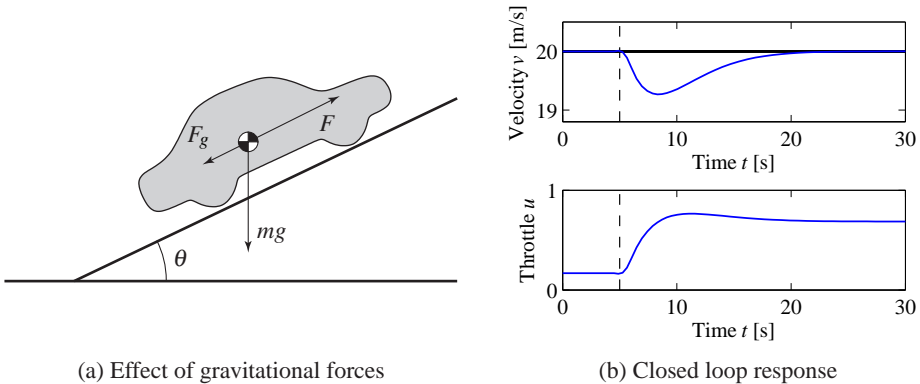 F_g
F
mg
θ
(a) Effect of gravitational forces
Velocity v [m/s]
20
19
0 10 20 30
Time t [s]
Throttle u
1
0
0 10 20 30
Time t [s]
(b) Closed loop response